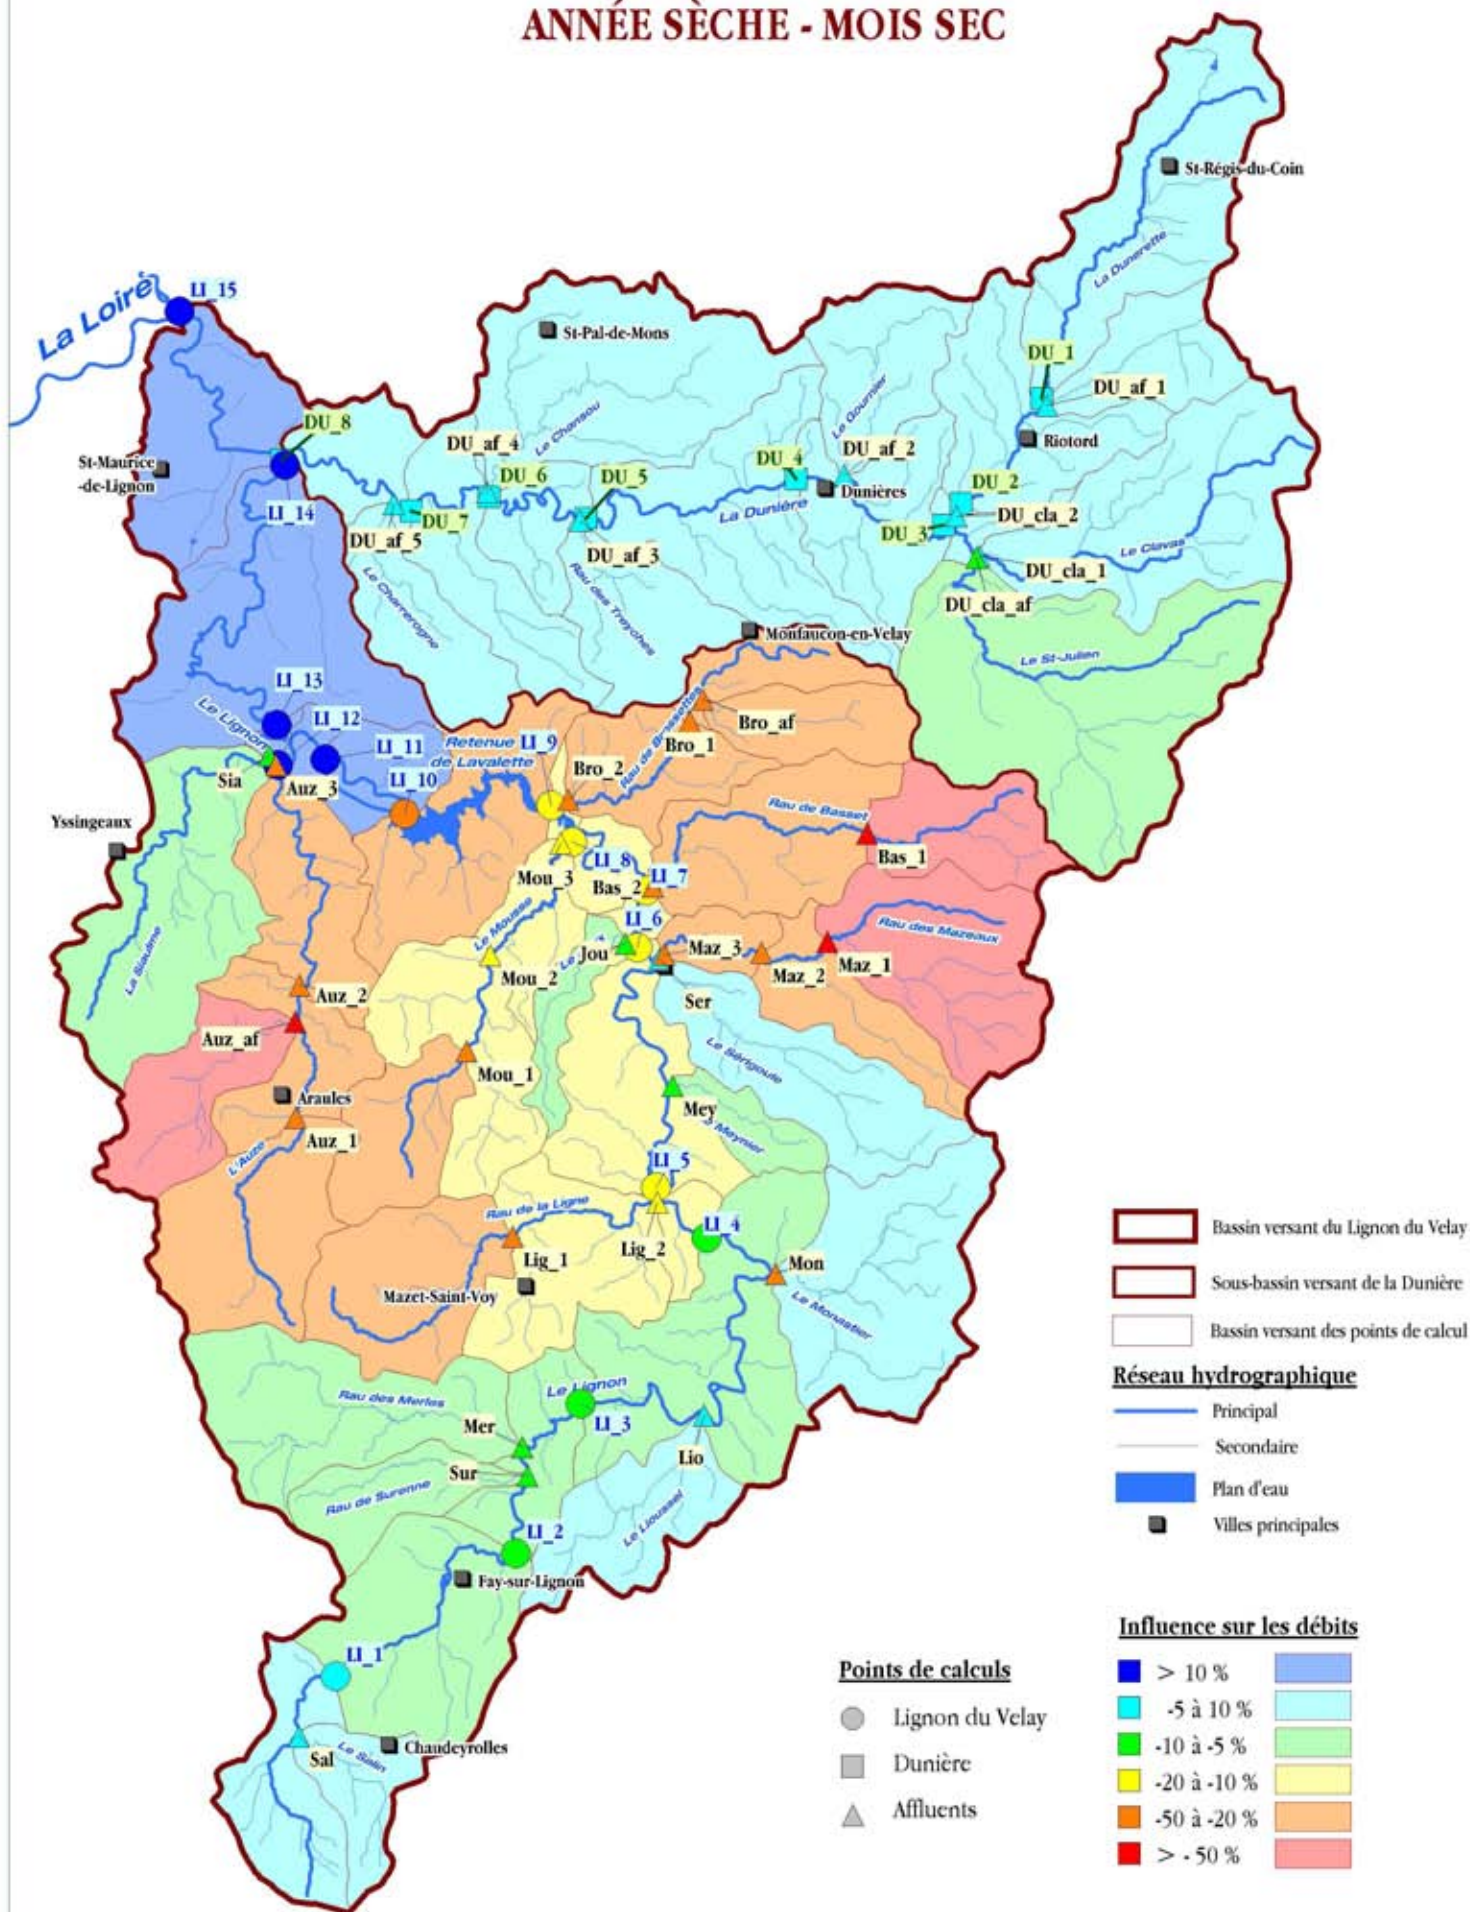 ANNÉE SÈCHE - MOIS SEC
St-Régis-du-Coin
La Dunerette
La Loire
LI_15
St-Pal-de-Mons
DU_1
DU_af_1
Le Gournier
Riotord
DU_8
DU_af_4
Le Chansou
DU_af_2
St-Maurice
-de-Lignon
DU_4
DU_6
DU_5
Dunières
DU_2
LI_14
DU_7
La Dunière
DU_cla_2
DU_af_5
DU_3
DU_af_3
Le Clavas
DU_cla_1
Le Charrerogne
Rau des Treyches
DU_cla_af
Monfaucon-en-Velay
Le St-Julien
LI_13
Le Lignon
LI_12
Rau de Brossettes
Bro_af
LI_11
Retenue
de Lavalette
LI_9
Bro_1
Sia
LI_10
Bro_2
Auz_3
Rau de Basset
Yssingeaux
Bas_1
LI_8
Mou_3
Bas_2
LI_7
Le Mousse
LI_6
Rau des Mazeaux
La Siaulme
Jou
Maz_3
Maz_2
Maz_1
Mou_2
Auz_2
Ser
Auz_af
Le Sérigoule
Mou_1
Araules
Mey
Le Meynier
Auz_1
L'Auze
LI_5
Rau de la Ligne
LI_4
Lig_1
Lig_2
Mon
Mazet-Saint-Voy
Le Monastier
Rau des Merles
Le Lignon
Mer
LI_3
Sur
Lio
Rau de Surenne
Le Lioussel
LI_2
Fay-sur-Lignon
LI_1
Sal
Le Salin
Chaudeyrolles
Bassin versant du Lignon du Velay
Sous-bassin versant de la Dunière
Bassin versant des points de calcul
Réseau hydrographique
Principal
Secondaire
Plan d'eau
Villes principales
Points de calculs
Lignon du Velay
Dunière
Affluents
Influence sur les débits
> 10 %
-5 à 10 %
-10 à -5 %
-20 à -10 %
-50 à -20 %
> - 50 %